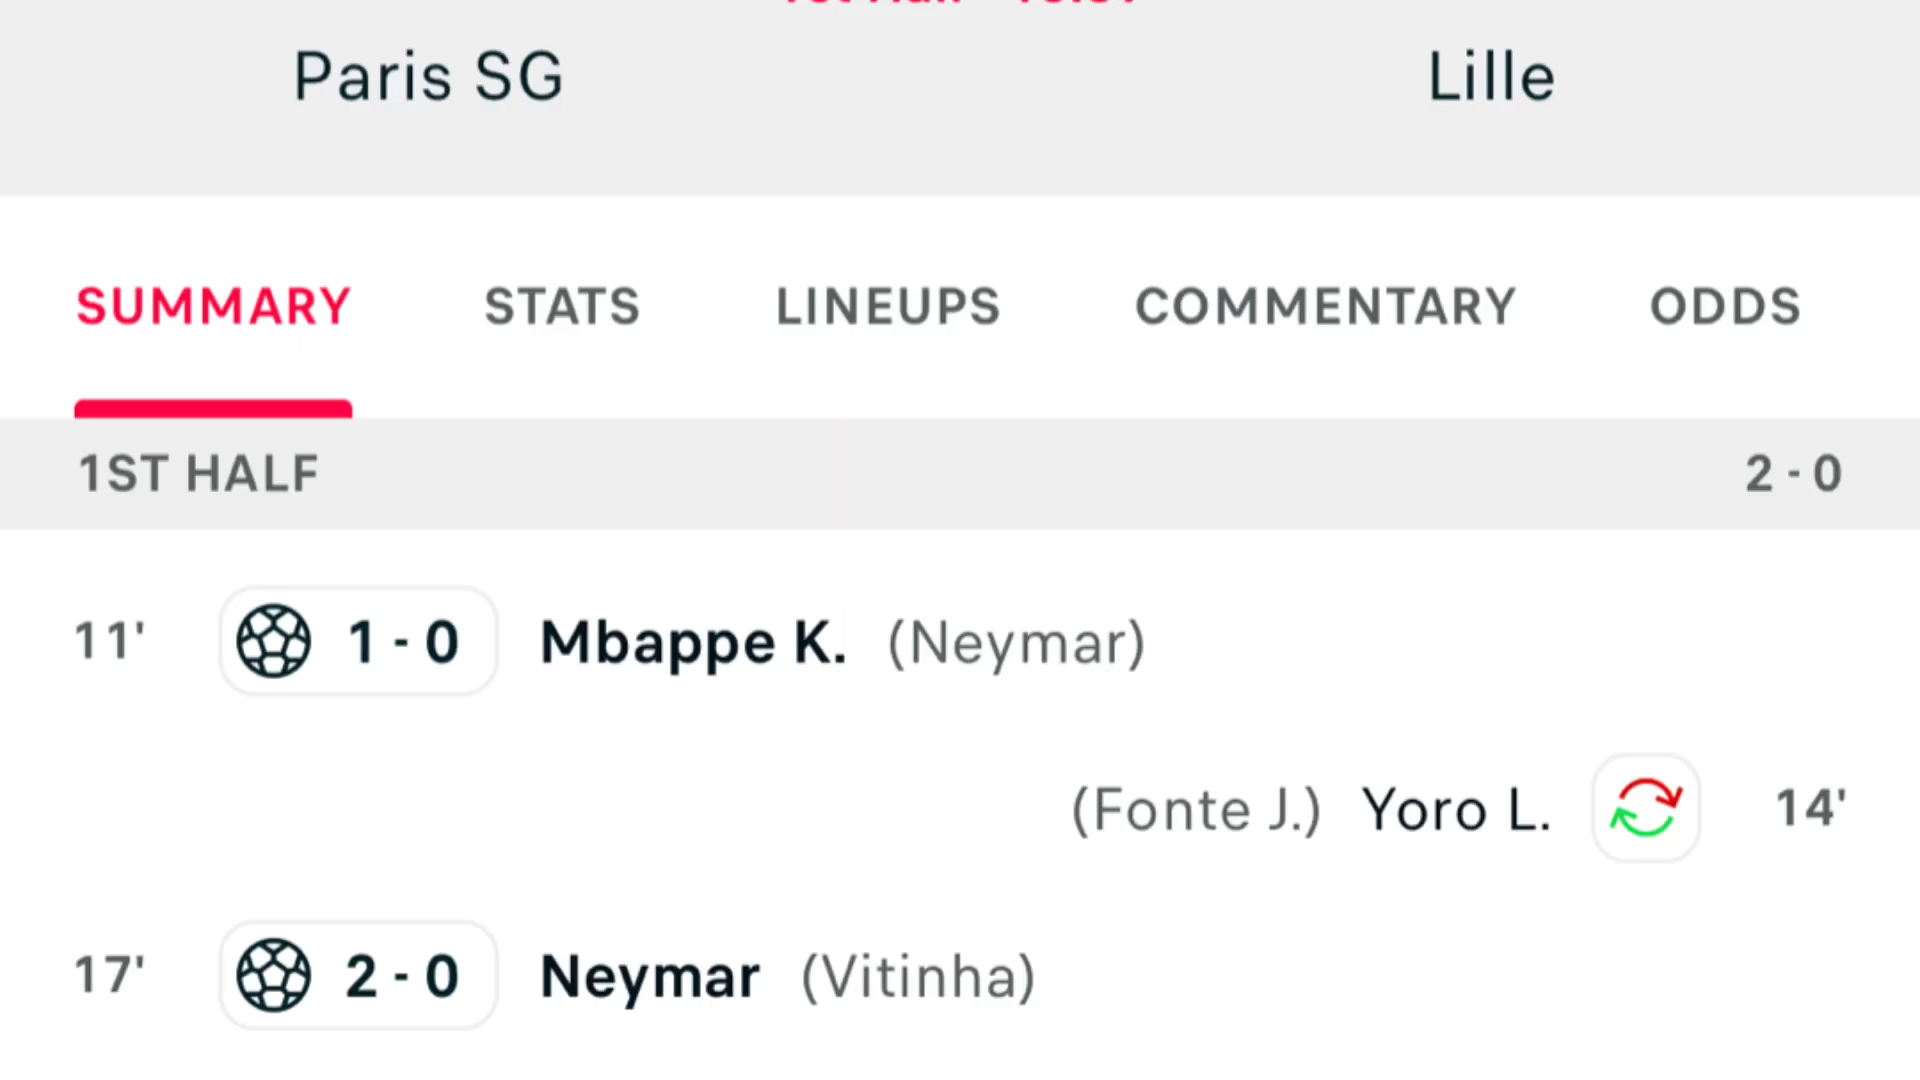 Paris SG
Lille
SUMMARY STATS LINEUPS COMMENTARY ODDS
1ST HALF 2 - 0
11' 1 - 0 Mbappe K. (Neymar)
(Fonte J.) Yoro L. 14'
17' 2 - 0 Neymar (Vitinha)